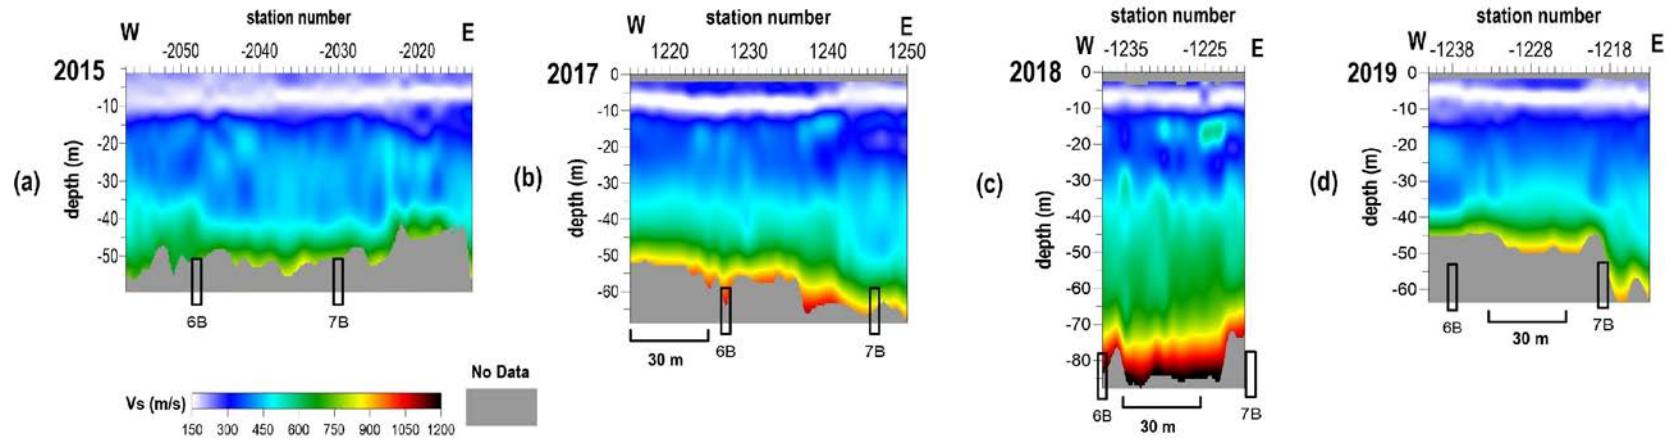 station number
W E
-2050 -2040 -2030 -2020
2015
-10
-20
-30
-40
-50
depth (m)
(a)
6B 7B
station number
W E
1220 1230 1240 1250
2017
0
-10
-20
-30
-40
-50
-60
depth (m)
(b)
30 m
6B 7B
station number
W E
-1235 -1225
2018
0
-10
-20
-30
-40
-50
-60
-70
-80
depth (m)
(c)
6B 7B
30 m
station number
W E
-1238 -1228 -1218
2019
0
-10
-20
-30
-40
-50
-60
depth (m)
(d)
6B 7B
30 m
Vs (m/s)
150 300 450 600 750 900 1050 1200
No Data